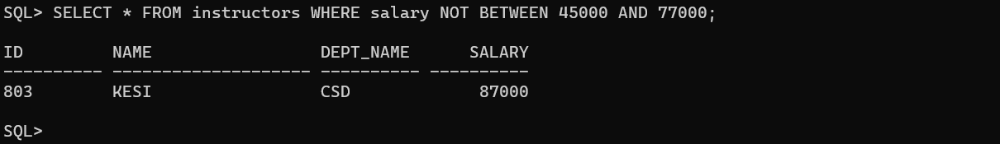 SQL> SELECT * FROM instructors WHERE salary NOT BETWEEN 45000 AND 77000;
ID         NAME                 DEPT_NAME      SALARY
---------- -------------------- ---------- ----------
803        KESI                 CSD             87000
SQL>